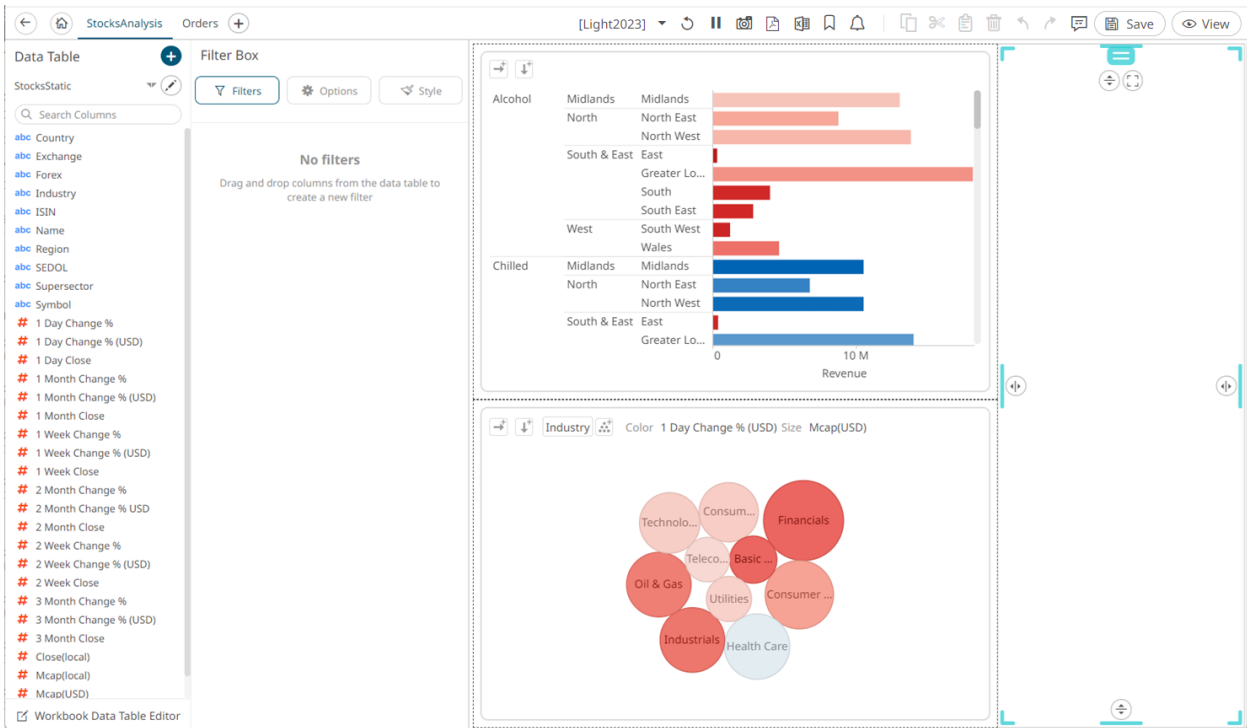 StocksAnalysis Orders [Light2023] Save View
Data Table
StocksStatic
Search Columns
abc Country
abc Exchange
abc Forex
abc Industry
abc ISIN
abc Name
abc Region
abc SEDOL
abc Supersector
abc Symbol
# 1 Day Change %
# 1 Day Change % (USD)
# 1 Day Close
# 1 Month Change %
# 1 Month Change % (USD)
# 1 Month Close
# 1 Week Change %
# 1 Week Change % (USD)
# 1 Week Close
# 2 Month Change %
# 2 Month Change % USD
# 2 Month Close
# 2 Week Change %
# 2 Week Change % (USD)
# 2 Week Close
# 3 Month Change %
# 3 Month Change % (USD)
# 3 Month Close
# Close(local)
# Mcap(local)
# Mcap(USD)
Workbook Data Table Editor
Filter Box
Filters Options Style
No filters
Drag and drop columns from the data table to
create a new filter
Alcohol Midlands Midlands
North North East
North West
South & East East
Greater Lo...
South
South East
West South West
Wales
Chilled Midlands Midlands
North North East
North West
South & East East
Greater Lo...
0 10 M
Revenue
Industry Color 1 Day Change % (USD) Size Mcap(USD)
Technolo...
Consum...
Financials
Teleco...
Basic ...
Oil & Gas
Utilities
Consumer ...
Industrials
Health Care